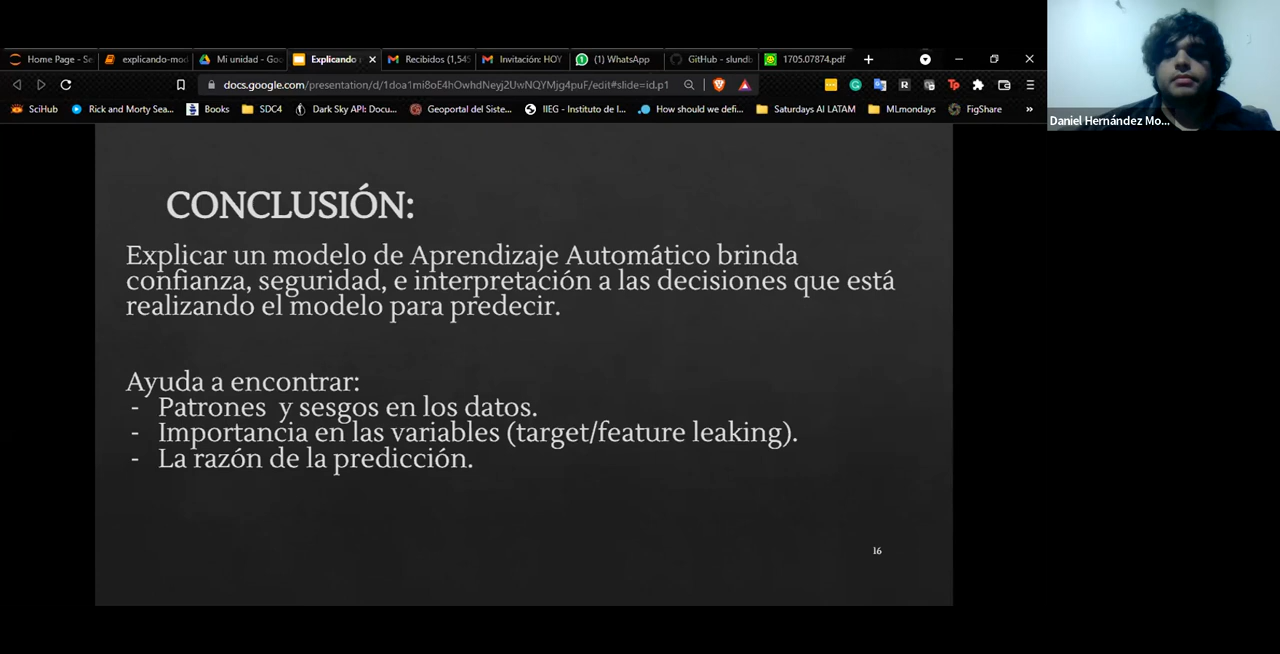 Home Page - Se
explicando-mod
Mi unidad - Goo
Explicando
Recibidos (1,545
Invitación: HOY
(1) WhatsApp
GitHub - slundb
1705.07874.pdf
docs.google.com/presentation/d/1doa1mi8oE4hOwhdNeyj2UwNQYMjg4puF/edit#slide=id.p1
SciHub
Rick and Morty Sea...
Books
SDC4
Dark Sky API: Docu...
Geoportal del Siste...
IIEG - Instituto de I...
How should we defi...
Saturdays AI LATAM
MLmondays
FigShare
»
Daniel Hernández Mo...
CONCLUSIÓN:
Explicar un modelo de Aprendizaje Automático brinda
confianza, seguridad, e interpretación a las decisiones que está
realizando el modelo para predecir.
Ayuda a encontrar:
- Patrones y sesgos en los datos.
- Importancia en las variables (target/feature leaking).
- La razón de la predicción.
16